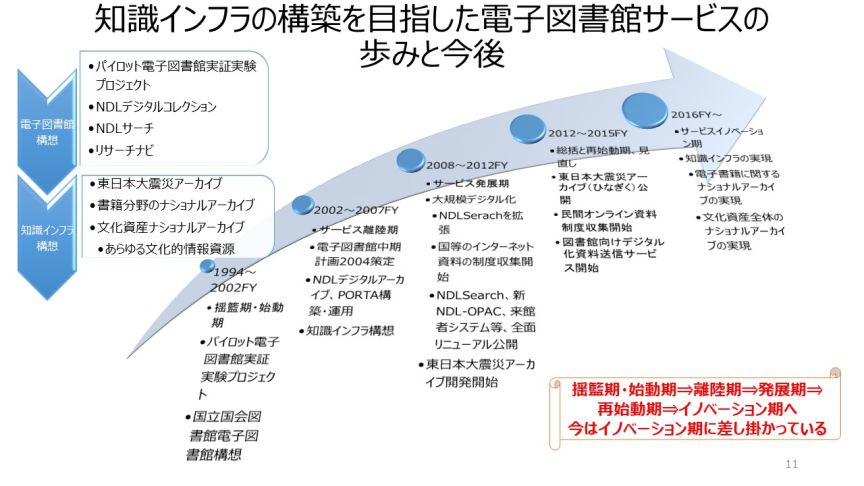 知識インフラの構築を目指した電子図書館サービスの
歩みと今後
電子図書館
構想
•パイロット電子図書館実証実験
プロジェクト
•NDLデジタルコレクション
•NDLサーチ
•リサーチナビ
知識インフラ
構想
•東日本大震災アーカイブ
•書籍分野のナショナルアーカイブ
•文化資産ナショナルアーカイブ
•あらゆる文化的情報資源
•1994～
2002FY
•揺籃期・始動
期
•パイロット電子
図書館実証
実験プロジェク
ト
•国立国会図
書館電子図
書館構想
•2002～2007FY
•サービス離陸期
•電子図書館中期
計画2004策定
•NDLデジタルアーカ
イブ、PORTA構
築・運用
•知識インフラ構想
•2008～2012FY
•サービス発展期
•大規模デジタル化
•NDLSerachを拡
張
•国等のインターネット
資料の制度収集開
始
•NDLSearch、新
NDL-OPAC、来館
者システム等、全面
リニューアル公開
•東日本大震災アーカ
イブ開発開始
•2012～2015FY
•総括と再始動期、見
直し
•東日本大震災アー
カイブ（ひなぎく）公
開
•民間オンライン資料
制度収集開始
•図書館向けデジタル
化資料送信サービ
ス開始
•2016FY～
•サービスイノベーショ
ン期
•知識インフラの実現
•電子書籍に関する
ナショナルアーカイ
ブの実現
•文化資産全体の
ナショナルアーカイ
ブの実現
揺籃期・始動期⇒離陸期⇒発展期⇒
再始動期⇒イノベーション期へ
今はイノベーション期に差し掛かっている
11